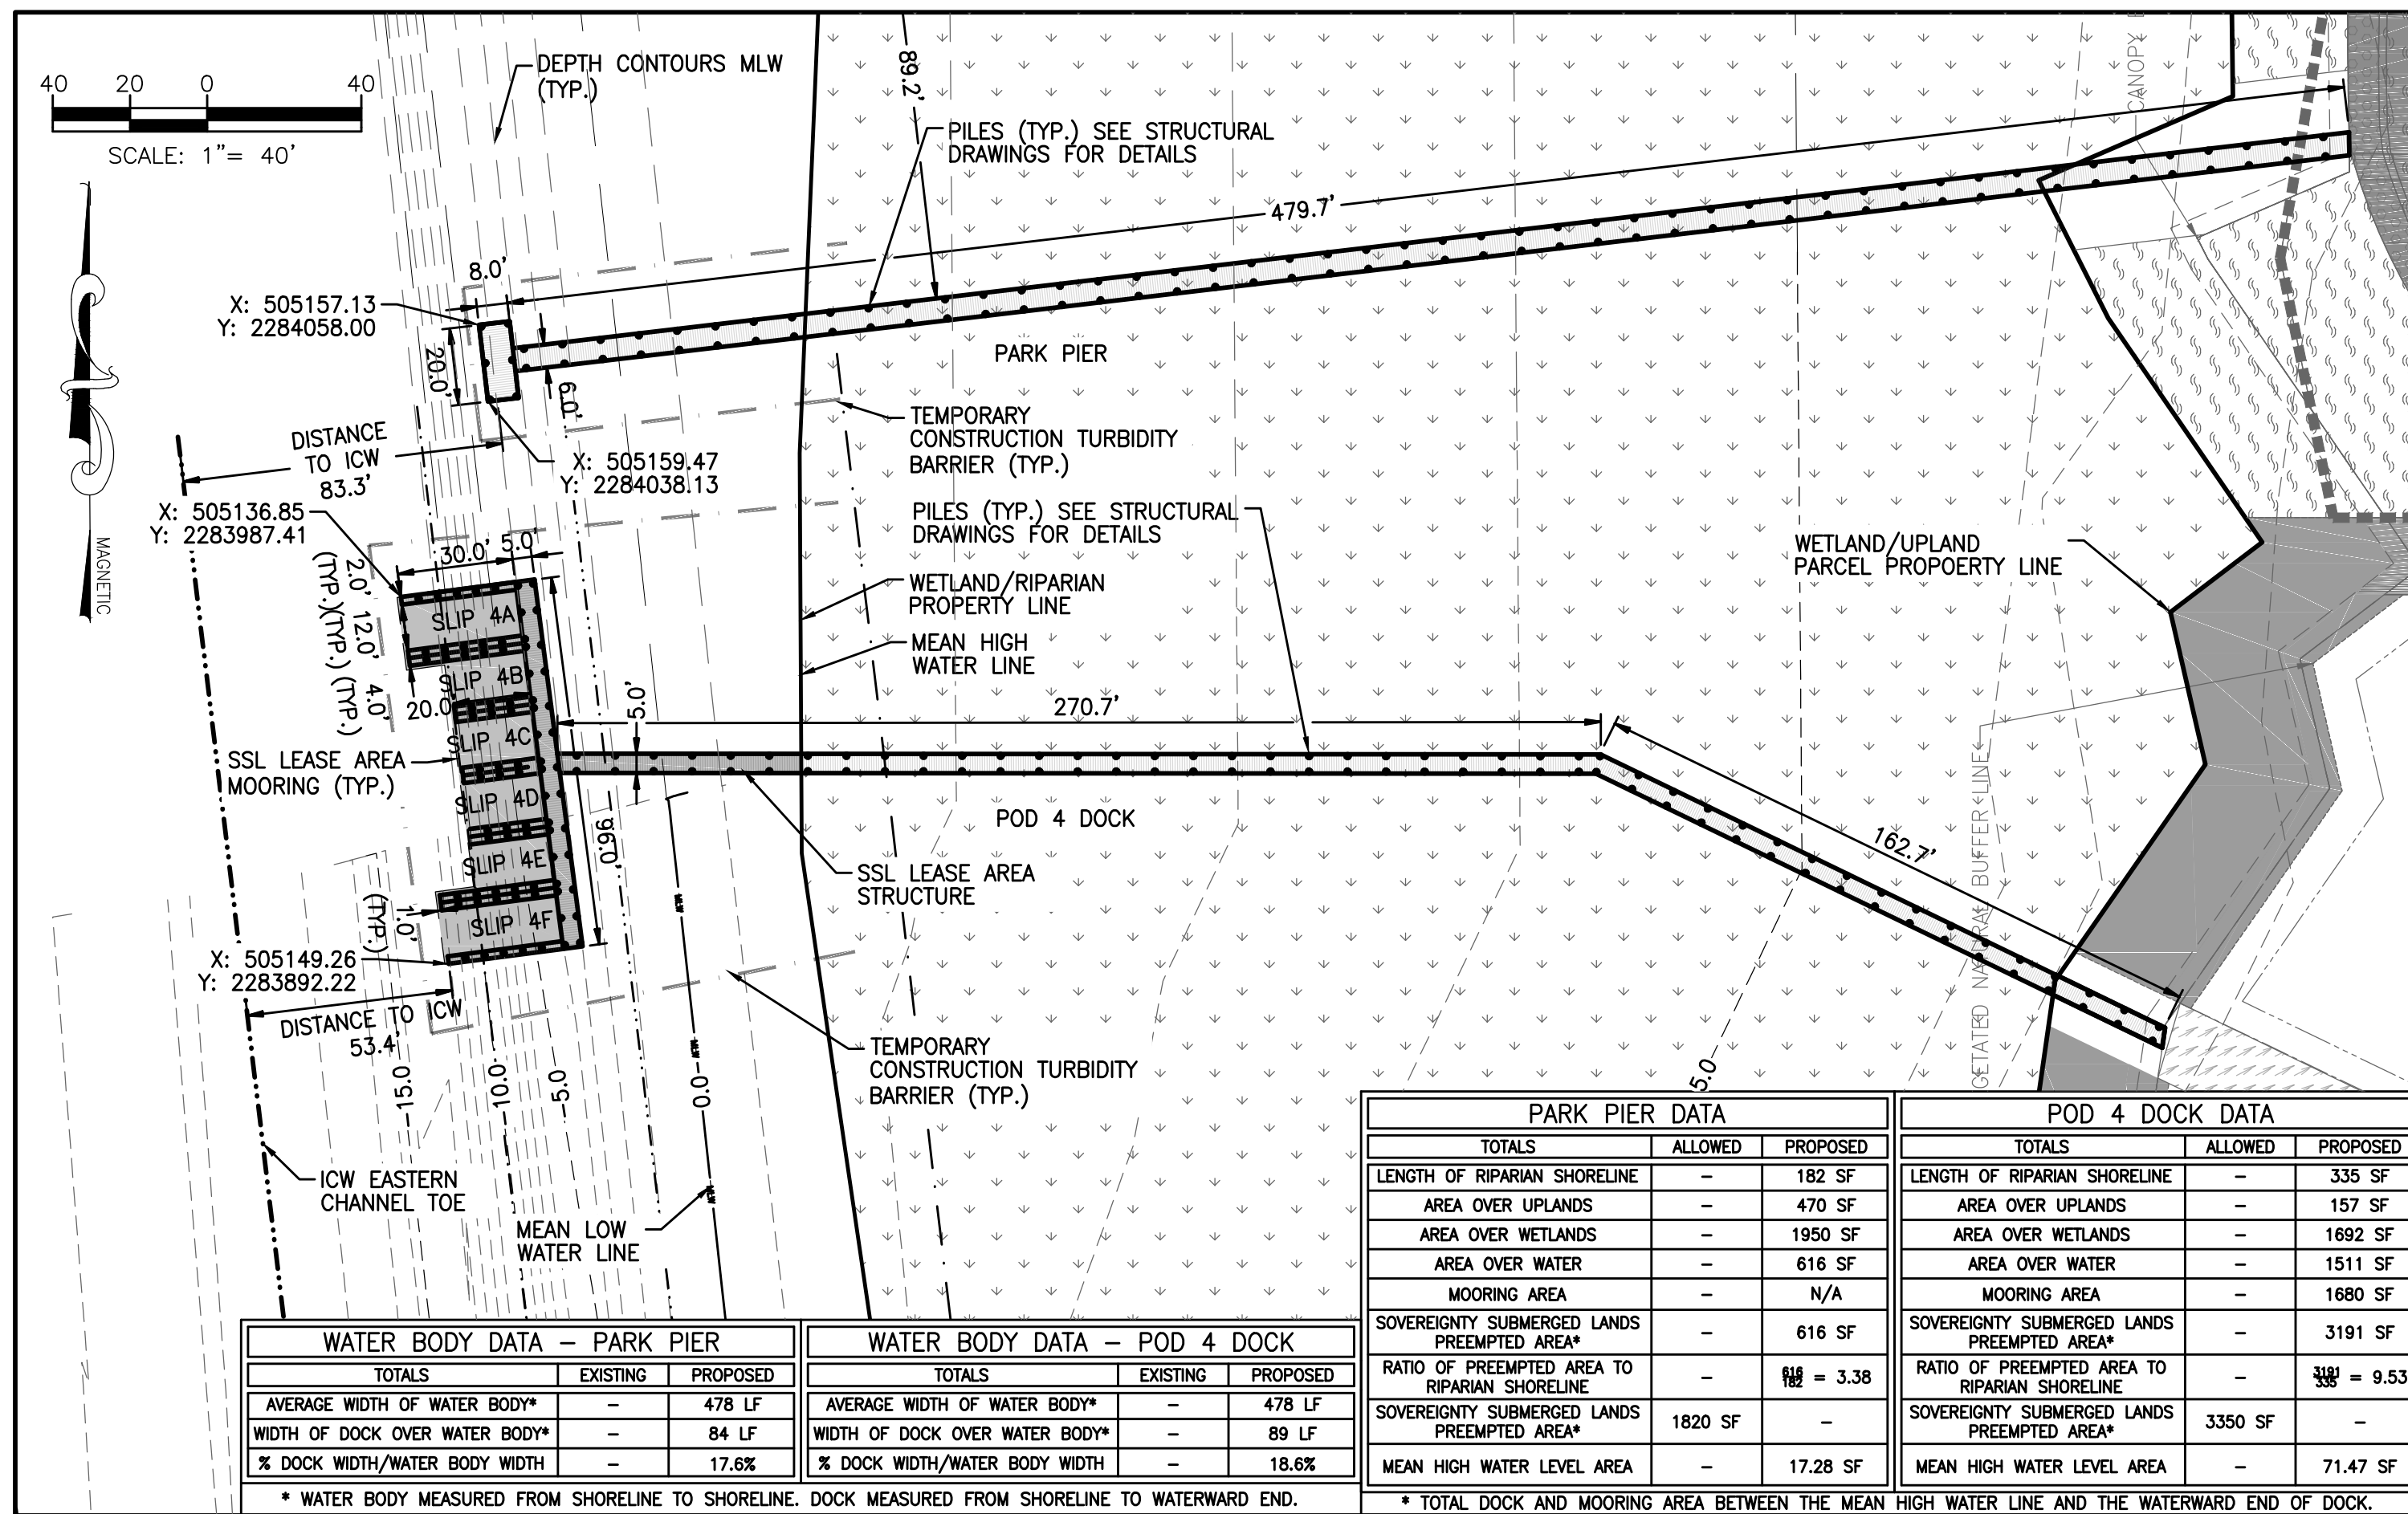 40 20 0 40
SCALE: 1"= 40'
MAGNETIC
DEPTH CONTOURS MLW
(TYP.)
89.2'
PILES (TYP.) SEE STRUCTURAL
DRAWINGS FOR DETAILS
479.7'
CANOPY
8.0'
X: 505157.13
Y: 2284058.00
20.0'
6.0'
PARK PIER
DISTANCE
TO ICW
83.3'
X: 505159.47
Y: 2284038.13
TEMPORARY
CONSTRUCTION TURBIDITY
BARRIER (TYP.)
X: 505136.85
Y: 2283987.41
30.0' 5.0'
PILES (TYP.) SEE STRUCTURAL
DRAWINGS FOR DETAILS
WETLAND/UPLAND
PARCEL PROPOERTY LINE
2.0' 12.0' 4.0'
(TYP.)(TYP.) (TYP.)
WETLAND/RIPARIAN
PROPERTY LINE
MEAN HIGH
WATER LINE
SLIP 4A
SLIP 4B
20.0'
SLIP 4C
SLIP 4D
SLIP 4E
SLIP 4F
5.0'
270.7'
SSL LEASE AREA
MOORING (TYP.)
96.0'
POD 4 DOCK
162.7'
SSL LEASE AREA
STRUCTURE
1.0'
(TYP.)
X: 505149.26
Y: 2283892.22
DISTANCE TO ICW
53.4'
MLW
MLW
MLW
GETATED NATURAL BUFFER LINE
TEMPORARY
CONSTRUCTION TURBIDITY
BARRIER (TYP.)
15.0
10.0
5.0
0.0
5.0
ICW EASTERN
CHANNEL TOE
MEAN LOW
WATER LINE
PARK PIER DATA
TOTALS ALLOWED PROPOSED
LENGTH OF RIPARIAN SHORELINE – 182 SF
AREA OVER UPLANDS – 470 SF
AREA OVER WETLANDS – 1950 SF
AREA OVER WATER – 616 SF
MOORING AREA – N/A
SOVEREIGNTY SUBMERGED LANDS
PREEMPTED AREA* – 616 SF
RATIO OF PREEMPTED AREA TO
RIPARIAN SHORELINE – 616/182 = 3.38
SOVEREIGNTY SUBMERGED LANDS
PREEMPTED AREA* 1820 SF –
MEAN HIGH WATER LEVEL AREA – 17.28 SF
POD 4 DOCK DATA
TOTALS ALLOWED PROPOSED
LENGTH OF RIPARIAN SHORELINE – 335 SF
AREA OVER UPLANDS – 157 SF
AREA OVER WETLANDS – 1692 SF
AREA OVER WATER – 1511 SF
MOORING AREA – 1680 SF
SOVEREIGNTY SUBMERGED LANDS
PREEMPTED AREA* – 3191 SF
RATIO OF PREEMPTED AREA TO
RIPARIAN SHORELINE – 3191/335 = 9.53
SOVEREIGNTY SUBMERGED LANDS
PREEMPTED AREA* 3350 SF –
MEAN HIGH WATER LEVEL AREA – 71.47 SF
* TOTAL DOCK AND MOORING AREA BETWEEN THE MEAN HIGH WATER LINE AND THE WATERWARD END OF DOCK.
WATER BODY DATA – PARK PIER
TOTALS EXISTING PROPOSED
AVERAGE WIDTH OF WATER BODY* – 478 LF
WIDTH OF DOCK OVER WATER BODY* – 84 LF
% DOCK WIDTH/WATER BODY WIDTH – 17.6%
WATER BODY DATA – POD 4 DOCK
TOTALS EXISTING PROPOSED
AVERAGE WIDTH OF WATER BODY* – 478 LF
WIDTH OF DOCK OVER WATER BODY* – 89 LF
% DOCK WIDTH/WATER BODY WIDTH – 18.6%
* WATER BODY MEASURED FROM SHORELINE TO SHORELINE. DOCK MEASURED FROM SHORELINE TO WATERWARD END.